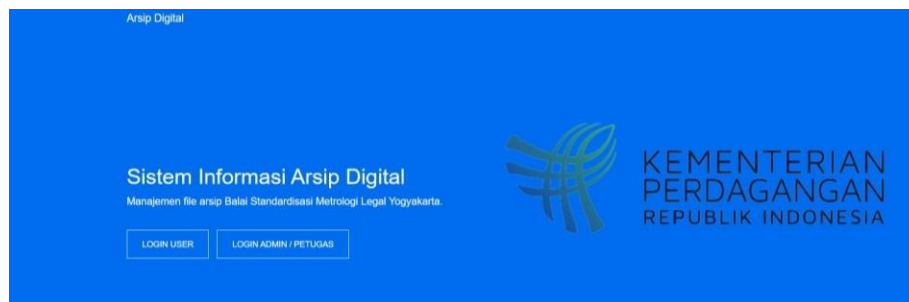 Arsip Digital
Sistem Informasi Arsip Digital
Manajemen file arsip Balai Standardisasi Metrologi Legal Yogyakarta.
LOGIN USER
LOGIN ADMIN / PETUGAS
KEMENTERIAN
PERDAGANGAN
REPUBLIK INDONESIA